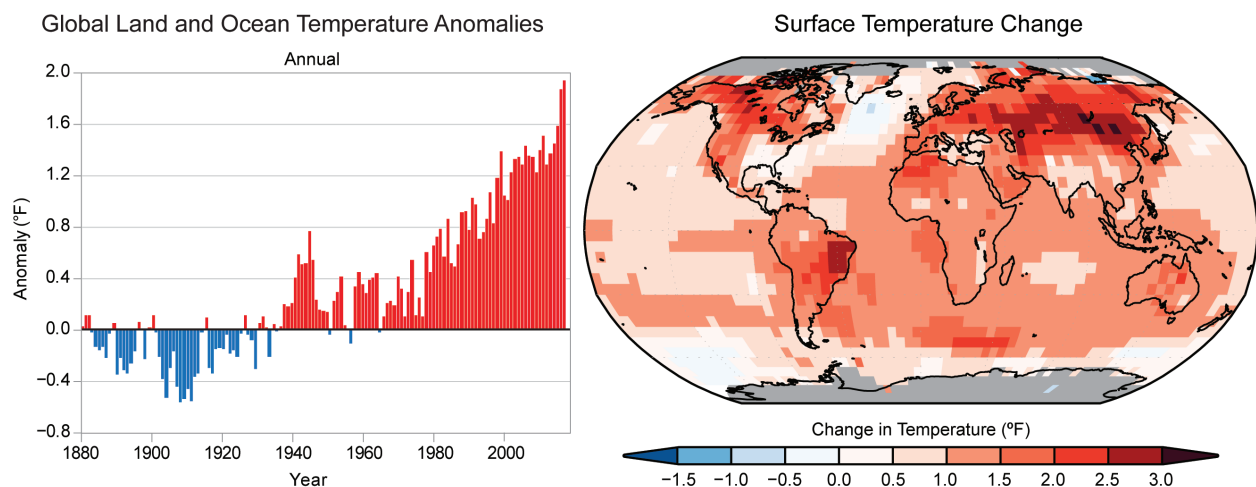 Global Land and Ocean Temperature Anomalies
Annual
2.0
1.6
1.2
0.8
0.4
0.0
−0.4
−0.8
Anomaly (°F)
1880 1900 1920 1940 1960 1980 2000
Year
Surface Temperature Change
Change in Temperature (ºF)
−1.5 −1.0 −0.5 0.0 0.5 1.0 1.5 2.0 2.5 3.0